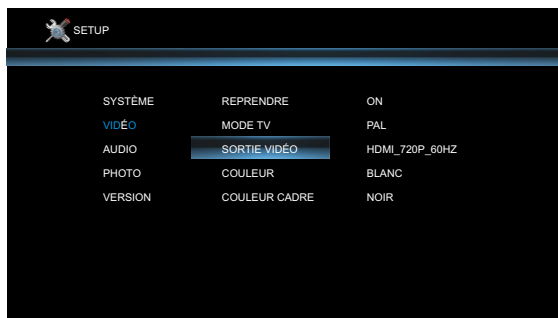 SETUP
SYSTÈME REPRENDRE ON
VIDÉO MODE TV PAL
AUDIO SORTIE VIDÉO HDMI_720P_60HZ
PHOTO COULEUR BLANC
VERSION COULEUR CADRE NOIR